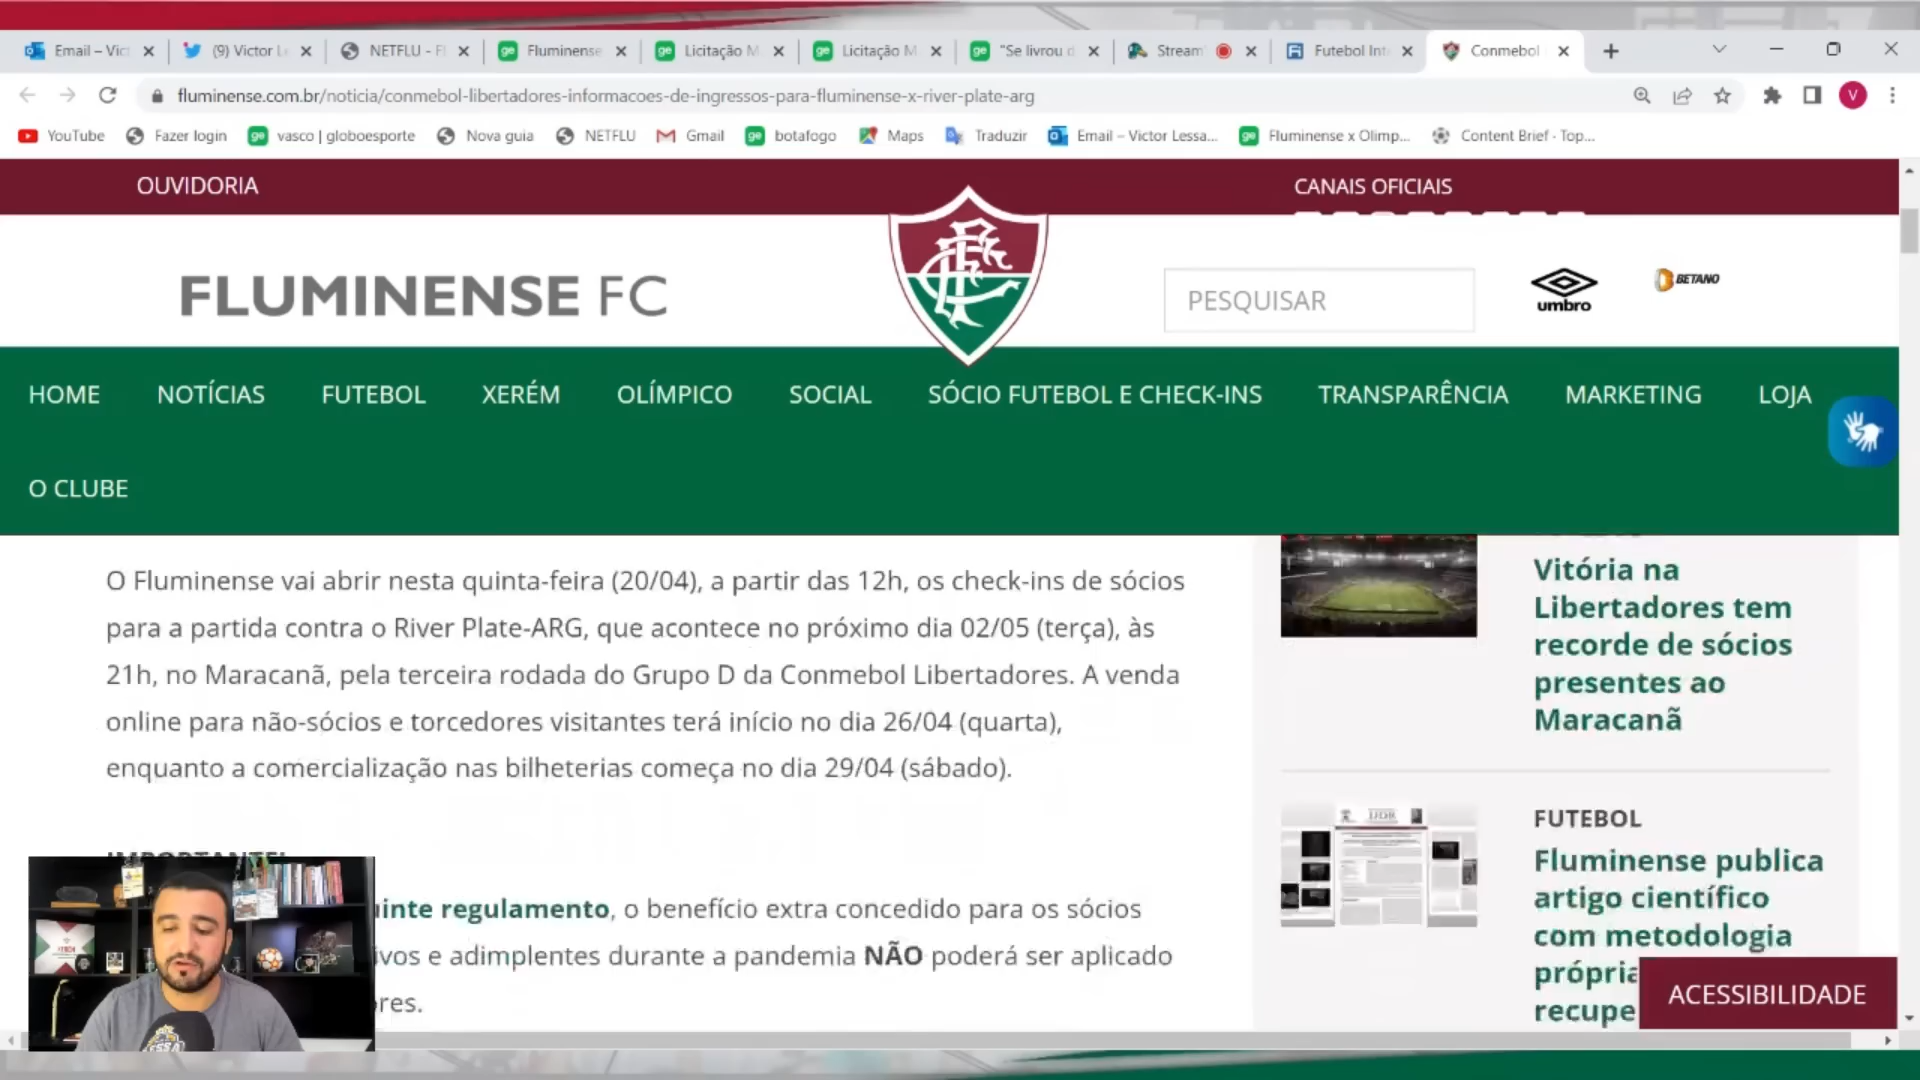 Email – Vic
(9) Victor Le
NETFLU - Fl
Fluminense
Licitação M
Licitação M
"Se livrou d
Stream
Futebol Int
Conmebol
fluminense.com.br/noticia/conmebol-libertadores-informacoes-de-ingressos-para-fluminense-x-river-plate-arg
V
YouTube
Fazer login
vasco | globoesporte
Nova guia
NETFLU
Gmail
botafogo
Maps
Traduzir
Email – Victor Lessa...
Fluminense x Olimp...
Content Brief - Top...
OUVIDORIA
CANAIS OFICIAIS
FLUMINENSE FC
PESQUISAR
umbro
BETANO
HOME
NOTÍCIAS
FUTEBOL
XERÉM
OLÍMPICO
SOCIAL
SÓCIO FUTEBOL E CHECK-INS
TRANSPARÊNCIA
MARKETING
LOJA
O CLUBE
O Fluminense vai abrir nesta quinta-feira (20/04), a partir das 12h, os check-ins de sócios
para a partida contra o River Plate-ARG, que acontece no próximo dia 02/05 (terça), às
21h, no Maracanã, pela terceira rodada do Grupo D da Conmebol Libertadores. A venda
online para não-sócios e torcedores visitantes terá início no dia 26/04 (quarta),
enquanto a comercialização nas bilheterias começa no dia 29/04 (sábado).
IMPORTANTE!
inte regulamento, o benefício extra concedido para os sócios
ivos e adimplentes durante a pandemia NÃO poderá ser aplicado
res.
Vitória na
Libertadores tem
recorde de sócios
presentes ao
Maracanã
FUTEBOL
Fluminense publica
artigo científico
com metodologia
própria
recupe
ACESSIBILIDADE